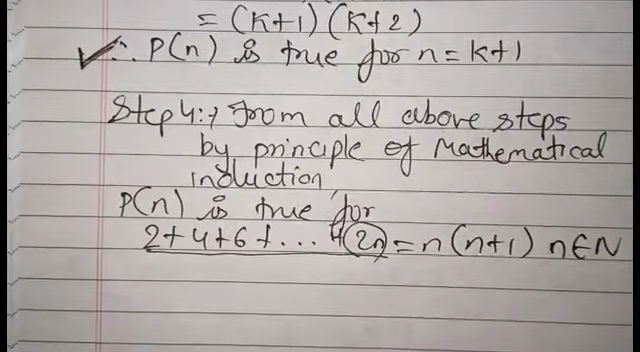 = (k+1) (k+2)
✓∴ P(n) is true for n = k+1
Step 4:→ From all above steps
by principle of Mathematical
induction,
P(n) is true for
2+4+6+... +(2n) = n(n+1) n∈N